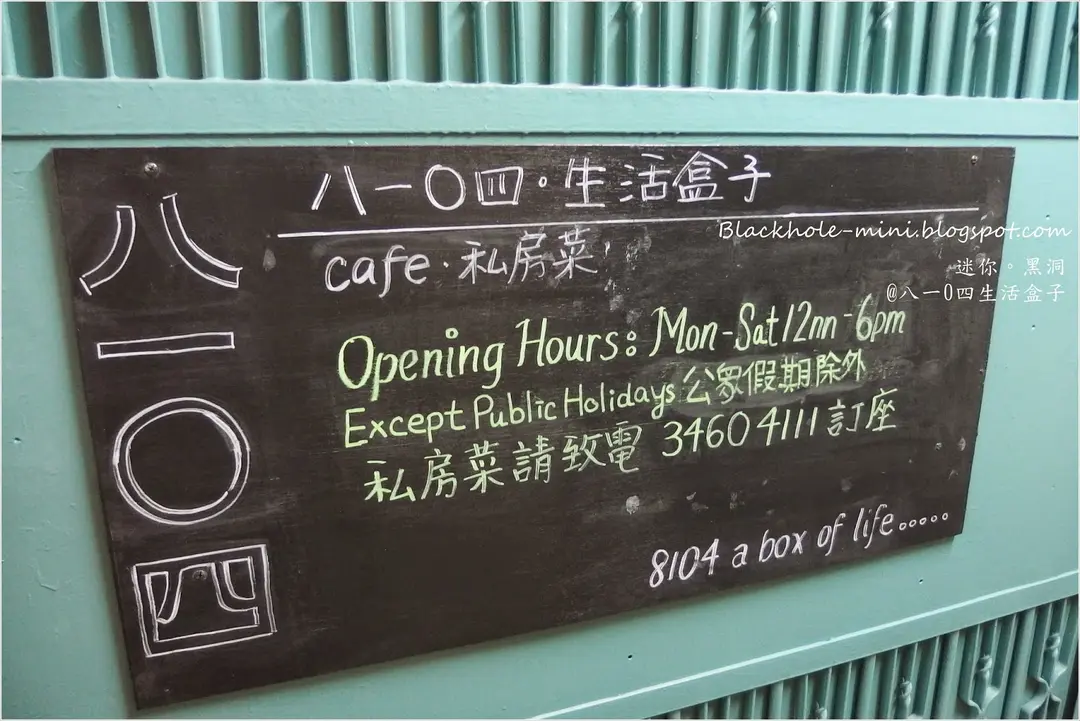 八一〇四
八一〇四·生活盒子
cafe·私房菜
Opening Hours: Mon-Sat 12nn-6pm
Except Public Holidays 公眾假期除外
私房菜請致電 34604111 訂座
8104 a box of life.....
Blackhole-mini.blogspot.com
迷你。黑洞
@八一0四生活盒子